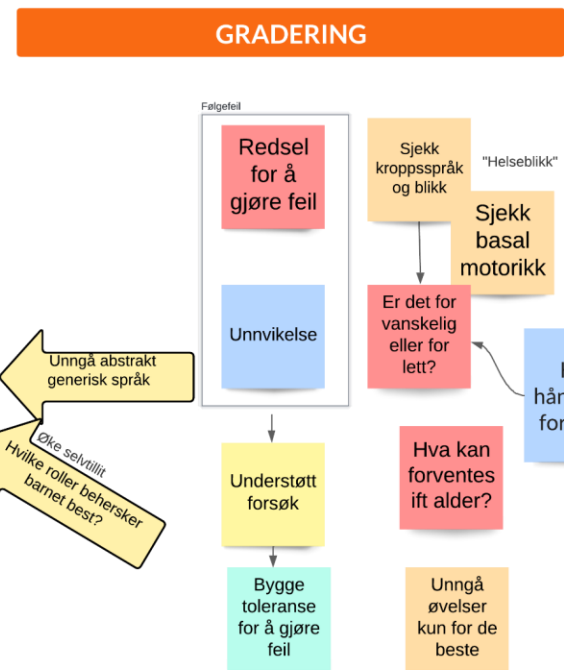 GRADERING
Følgefeil
Redsel
for å
gjøre feil
Unnvikelse
Sjekk
kroppsspråk
og blikk
"Helseblikk"
Sjekk
basal
motorikk
Er det for
vanskelig
eller for
lett?
Unngå abstrakt
generisk språk
Øke selvtillit
Hvilke roller behersker
barnet best?
Understøtt
forsøk
Hva kan
forventes
ift alder?
Bygge
toleranse
for å gjøre
feil
Unngå
øvelser
kun for de
beste